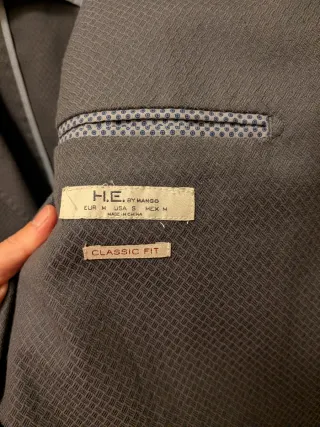 H.E. BY MANGO
EUR M USA S MEX M
MADE IN CHINA
CLASSIC FIT